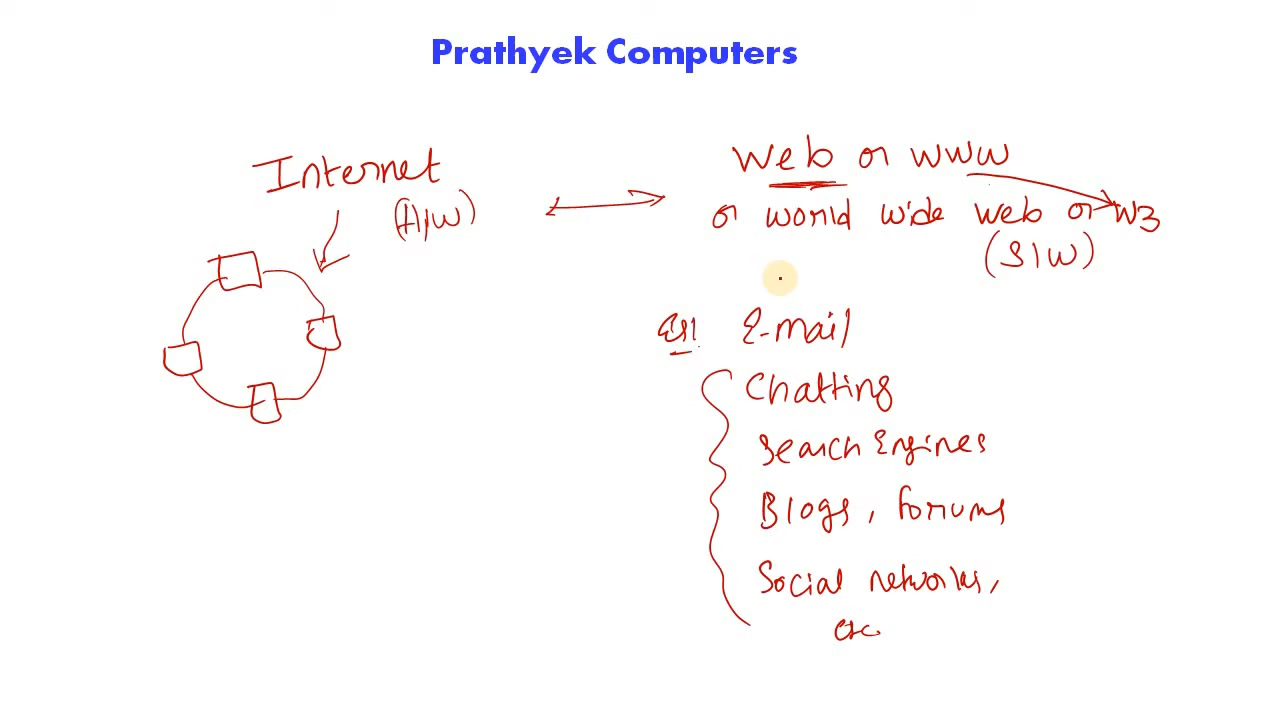 Prathyek Computers
Internet
(H/W)
Web or WWW
or world wide web or W3
(S/W)
Ex: E-mail
Chatting
Search Engines
Blogs, Forums
Social networks,
etc